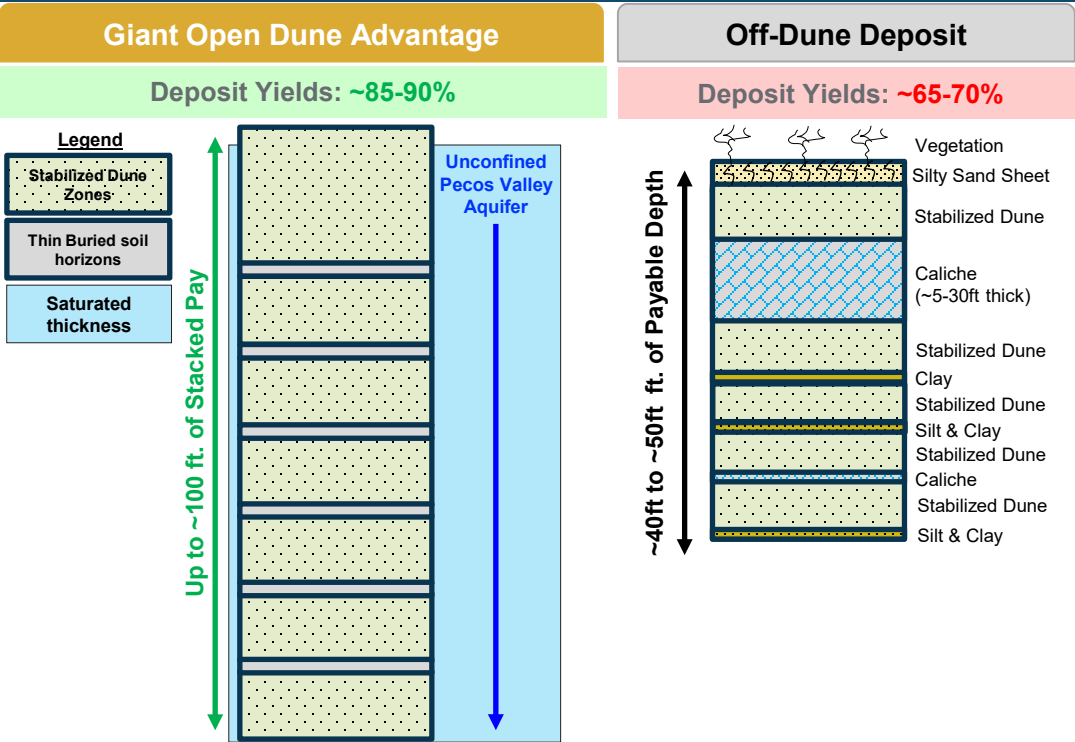 Giant Open Dune Advantage
Deposit Yields: ~85-90%
Legend
Stabilized Dune
Zones
Thin Buried soil
horizons
Saturated
thickness
Up to ~100 ft. of Stacked Pay
Unconfined
Pecos Valley
Aquifer
Off-Dune Deposit
Deposit Yields: ~65-70%
~40ft to ~50ft  ft. of Payable Depth
Vegetation
Silty Sand Sheet
Stabilized Dune
Caliche
(~5-30ft thick)
Stabilized Dune
Clay
Stabilized Dune
Silt & Clay
Stabilized Dune
Caliche
Stabilized Dune
Silt & Clay